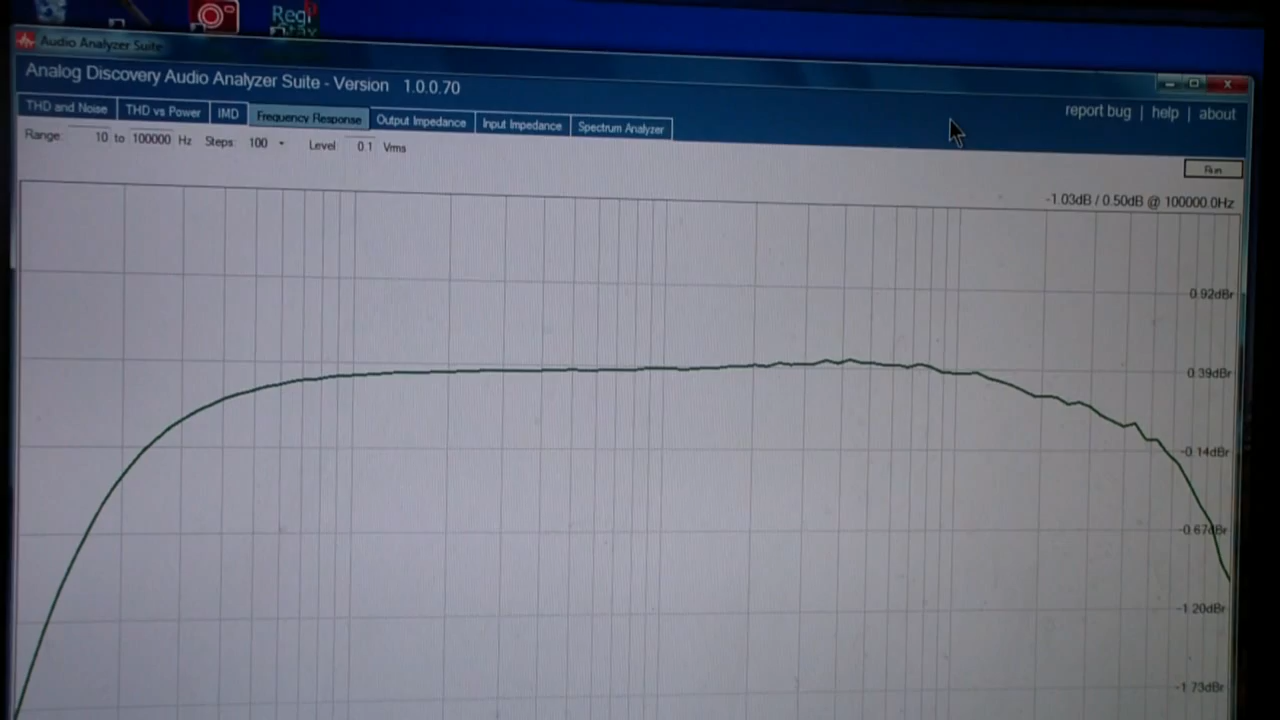 Regi
Audio Analyzer Suite
Analog Discovery Audio Analyzer Suite - Version 1.0.0.70
report bug | help | about
THD and Noise THD vs Power IMD Frequency Response Output Impedance Input Impedance Spectrum Analyzer
Range: 10 to 100000 Hz Steps: 100 Level 0.1 Vrms
Run
-1.03dB / 0.50dB @ 100000.0Hz
0.92dBr
0.39dBr
-0.14dBr
-0.67dBr
-1.20dBr
-1.73dBr